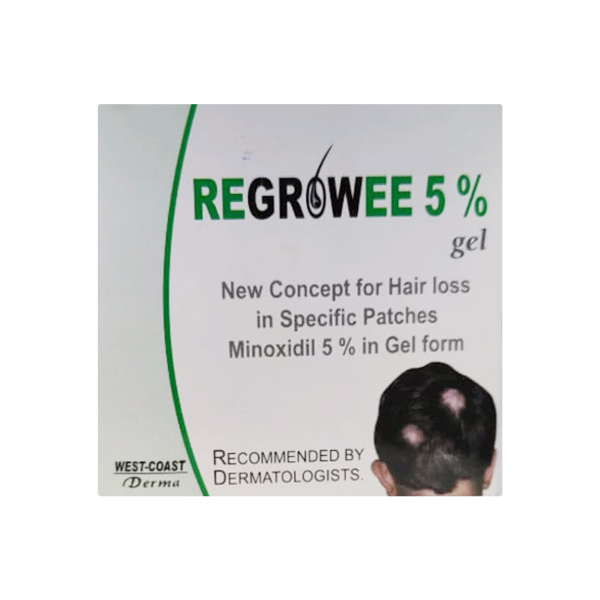 REGROWEE 5 %
gel
New Concept for Hair loss
in Specific Patches
Minoxidil 5 % in Gel form
RECOMMENDED BY
DERMATOLOGISTS.
WEST-COAST
Derma